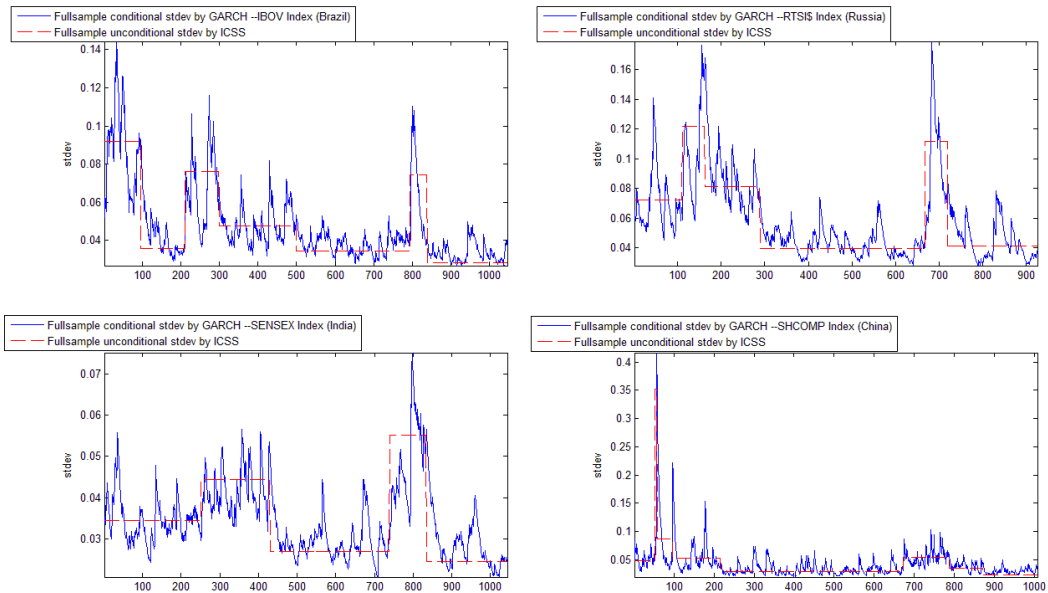 Fullsample conditional stdev by GARCH --IBOV Index (Brazil)
Fullsample unconditional stdev by ICSS
0.14
0.12
0.1
0.08
0.06
0.04
stdev
100 200 300 400 500 600 700 800 900 1000
Fullsample conditional stdev by GARCH --RTSI$ Index (Russia)
Fullsample unconditional stdev by ICSS
0.16
0.14
0.12
0.1
0.08
0.06
0.04
stdev
100 200 300 400 500 600 700 800 900
Fullsample conditional stdev by GARCH --SENSEX Index (India)
Fullsample unconditional stdev by ICSS
0.07
0.06
0.05
0.04
0.03
stdev
100 200 300 400 500 600 700 800 900 1000
Fullsample conditional stdev by GARCH --SHCOMP Index (China)
Fullsample unconditional stdev by ICSS
0.4
0.35
0.3
0.25
0.2
0.15
0.1
0.05
stdev
100 200 300 400 500 600 700 800 900 1000